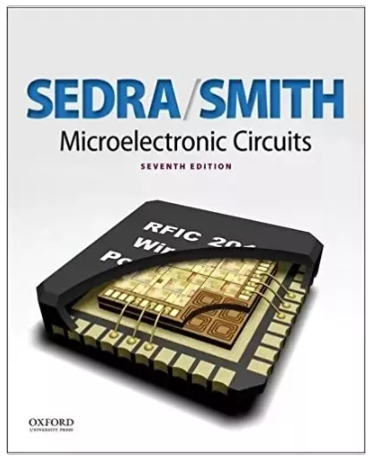 SEDRA/SMITH
Microelectronic Circuits
SEVENTH EDITION
RFIC
OXFORD
UNIVERSITY PRESS